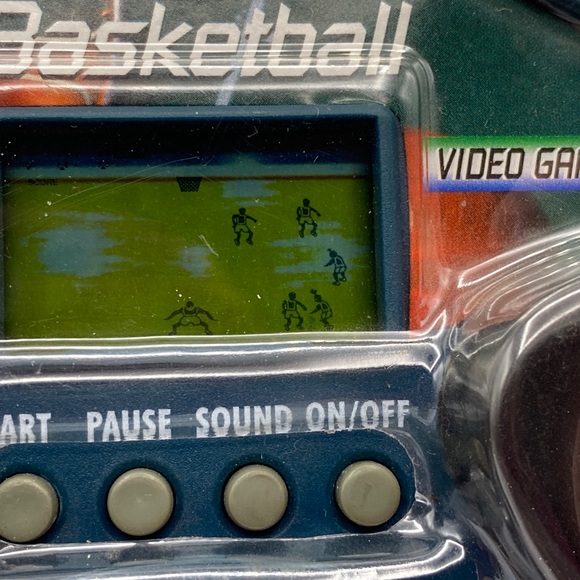 Basketball
VIDEO GA
ART PAUSE SOUND ON/OFF